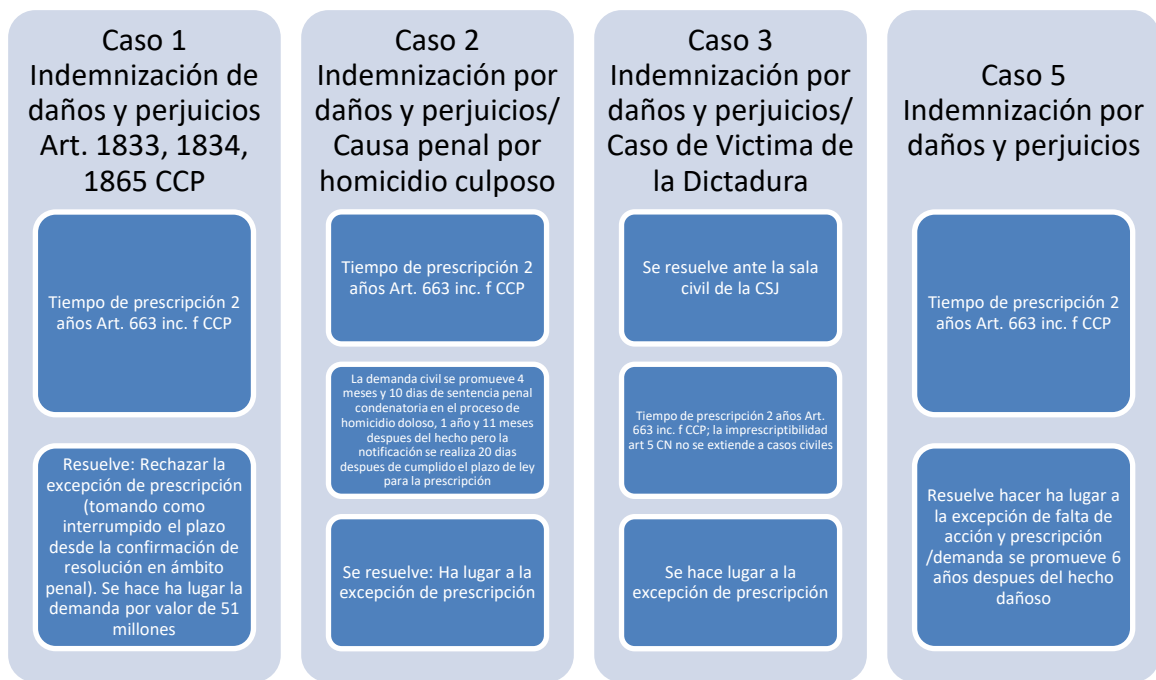 Caso 1
Indemnización de
daños y perjuicios
Art. 1833, 1834,
1865 CCP
Tiempo de prescripción 2
años Art. 663 inc. f CCP
Resuelve: Rechazar la
excepción de prescripción
(tomando como
interrumpido el plazo
desde la confirmación de
resolución en ámbito
penal). Se hace ha lugar la
demanda por valor de 51
millones
Caso 2
Indemnización por
daños y perjuicios/
Causa penal por
homicidio culposo
Tiempo de prescripción 2
años Art. 663 inc. f CCP
La demanda civil se promueve 4
meses y 10 dias de sentencia penal
condenatoria en el proceso de
homicidio doloso, 1 año y 11 meses
despues del hecho pero la
notificación se realiza 20 dias
despues de cumplido el plazo de ley
para la prescripción
Se resuelve: Ha lugar a la
excepción de prescripción
Caso 3
Indemnización por
daños y perjuicios/
Caso de Victima de
la Dictadura
Se resuelve ante la sala
civil de la CSJ
Tiempo de prescripción 2 años Art.
663 inc. f CCP; la imprescriptibilidad
art 5 CN no se extiende a casos civiles
Se hace lugar a la
excepción de prescripción
Caso 5
Indemnización por
daños y perjuicios
Tiempo de prescripción 2
años Art. 663 inc. f CCP
Resuelve hacer ha lugar a
la excepción de falta de
acción y prescripción
/demanda se promueve 6
años despues del hecho
dañoso